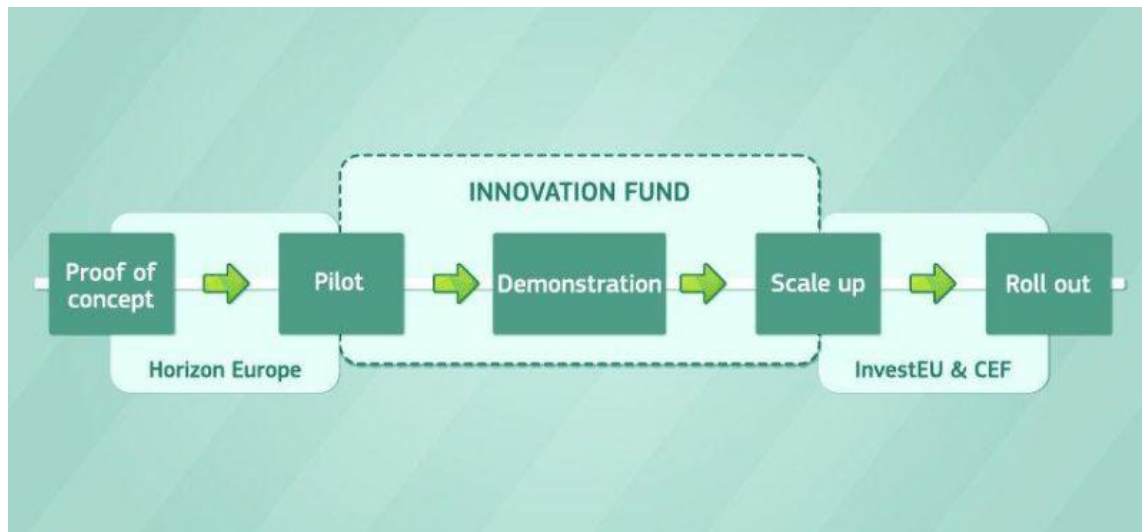 INNOVATION FUND
Proof of
concept
Pilot
Demonstration
Scale up
Roll out
Horizon Europe
InvestEU & CEF